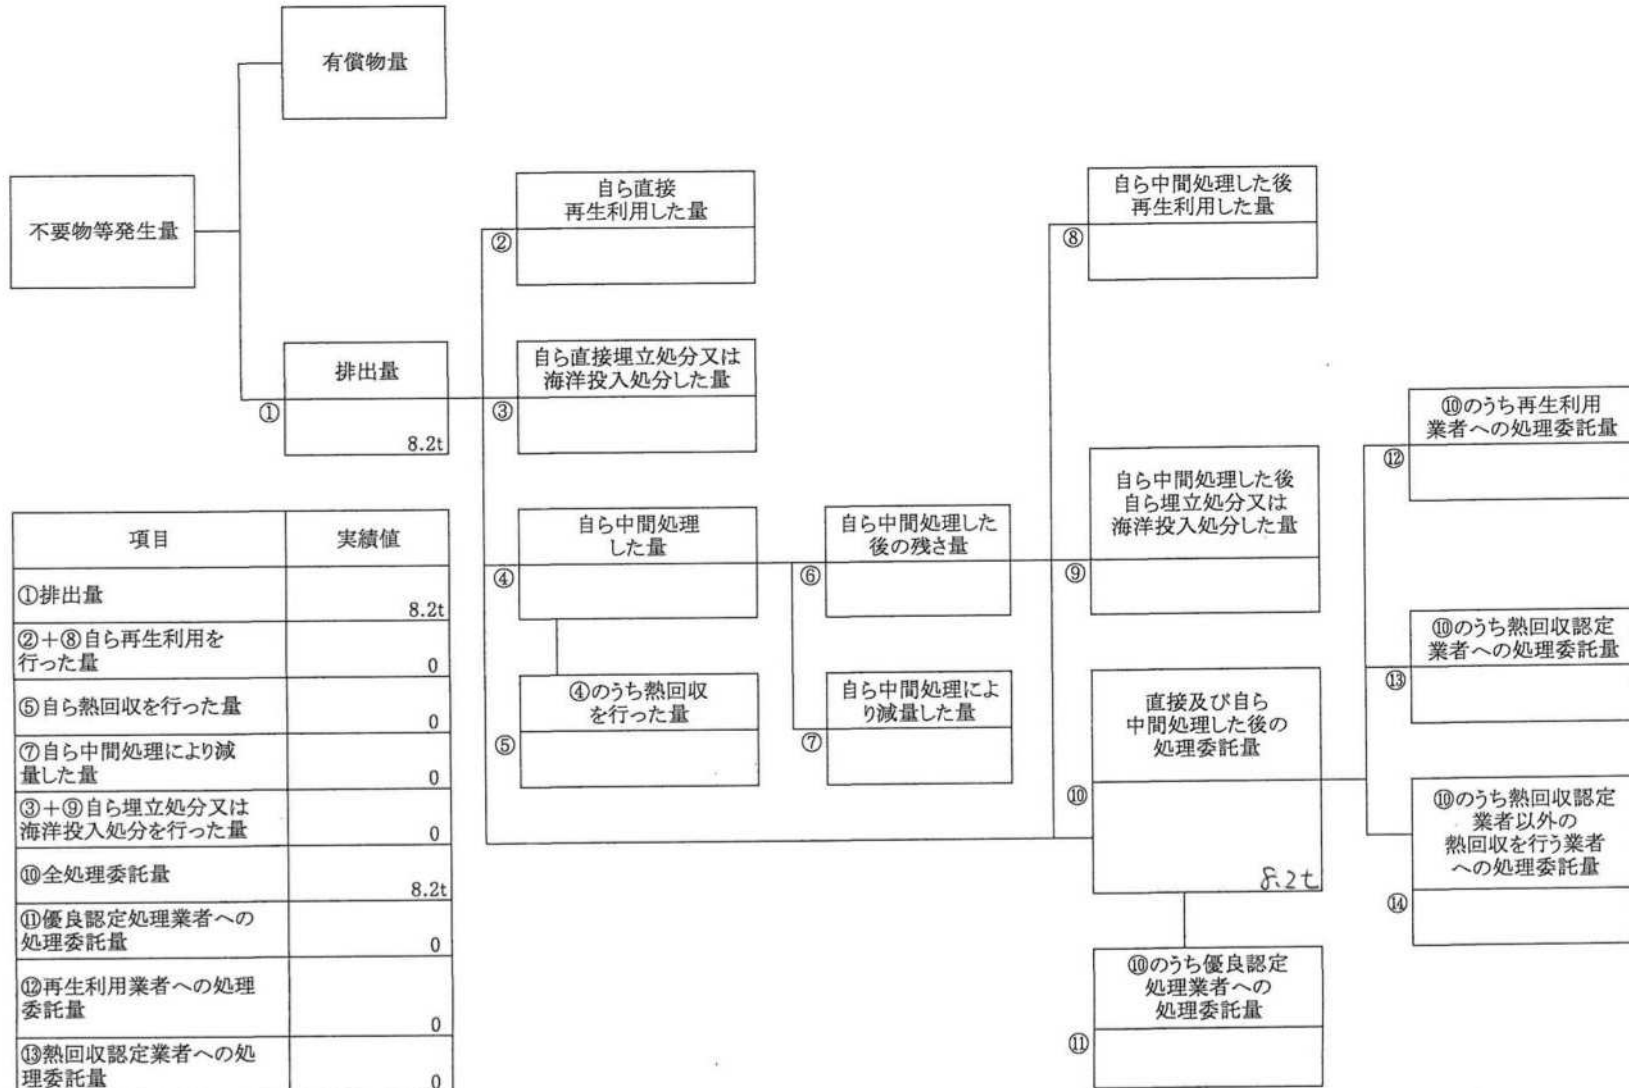 有償物量
不要物等発生量
自ら直接
再生利用した量
②
自ら中間処理した後
再生利用した量
⑧
排出量
①
8.2t
自ら直接埋立処分又は
海洋投入処分した量
③
⑩のうち再生利用
業者への処理委託量
⑫
自ら中間処理
した量
④
自ら中間処理した
後の残さ量
⑥
自ら中間処理した後
自ら埋立処分又は
海洋投入処分した量
⑨
⑩のうち熱回収認定
業者への処理委託量
⑬
④のうち熱回収
を行った量
⑤
自ら中間処理によ
り減量した量
⑦
直接及び自ら
中間処理した後の
処理委託量
⑩
8.2t
⑩のうち熱回収認定
業者以外の
熱回収を行う業者
への処理委託量
⑭
⑩のうち優良認定
処理業者への
処理委託量
⑪
項目 実績値
①排出量
8.2t
②+⑧自ら再生利用を
行った量 0
⑤自ら熱回収を行った量
0
⑦自ら中間処理により減
量した量 0
③+⑨自ら埋立処分又は
海洋投入処分を行った量 0
⑩全処理委託量
8.2t
⑪優良認定処理業者への
処理委託量 0
⑫再生利用業者への処理
委託量
0
⑬熱回収認定業者への処
理委託量 0